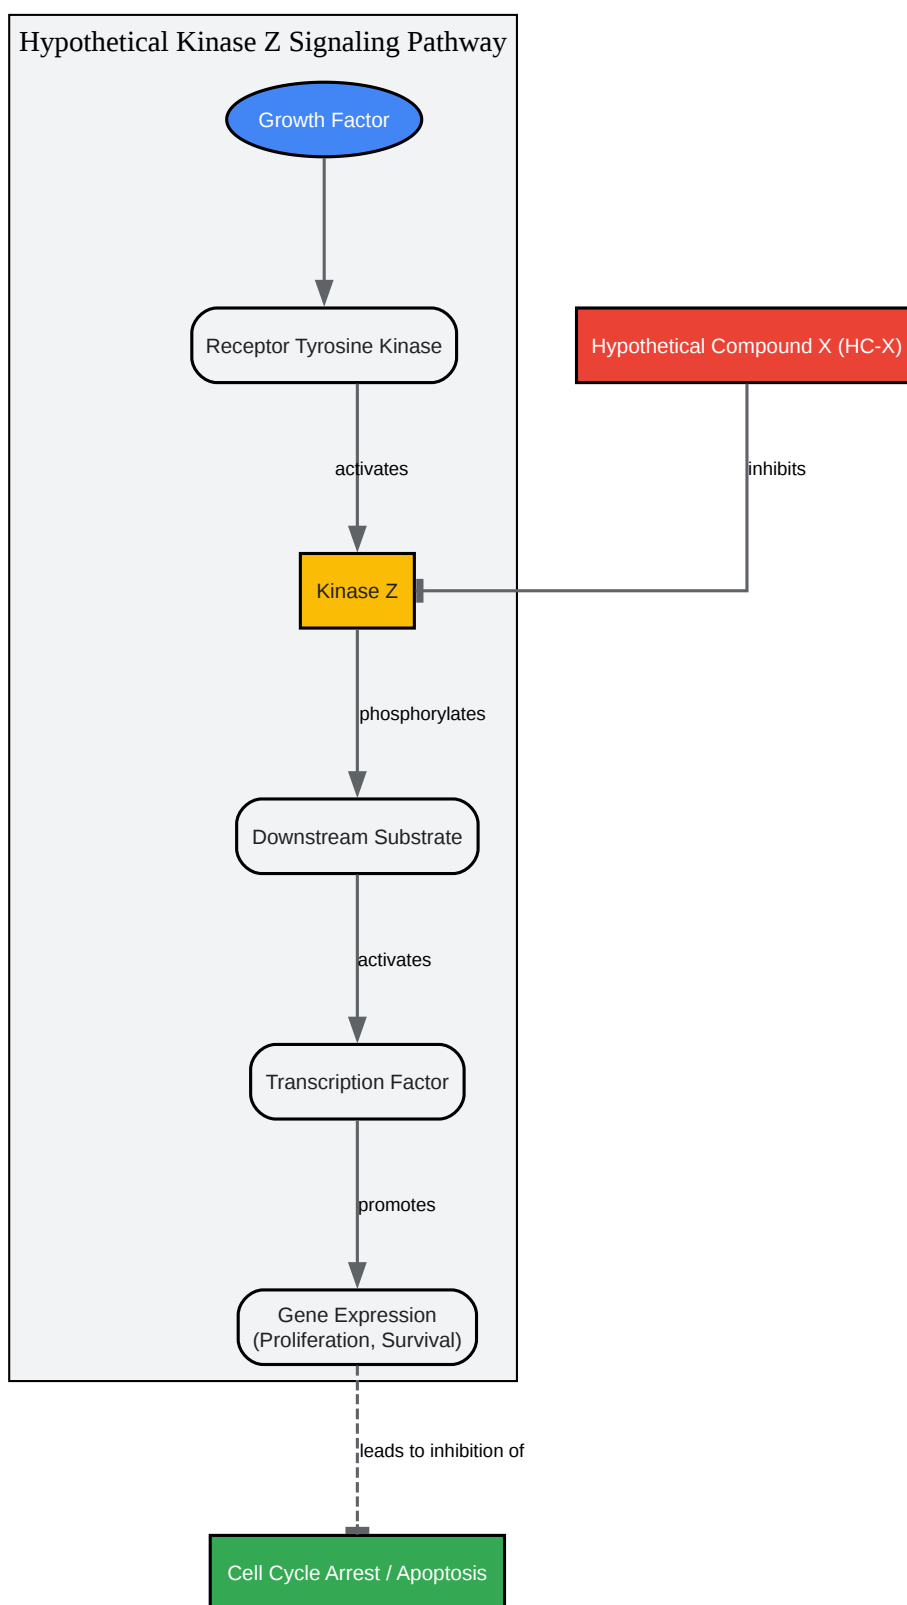 Hypothetical Kinase Z Signaling Pathway
Growth Factor
Receptor Tyrosine Kinase
Hypothetical Compound X (HC-X)
activates
inhibits
Kinase Z
phosphorylates
Downstream Substrate
activates
Transcription Factor
promotes
Gene Expression
(Proliferation, Survival)
leads to inhibition of
Cell Cycle Arrest / Apoptosis